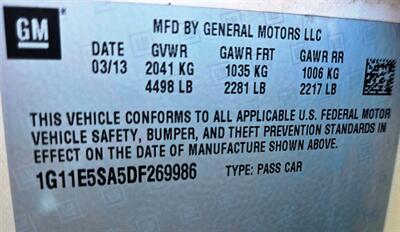 GM
MFD BY GENERAL MOTORS LLC
DATE GVWR GAWR FRT GAWR RR
03/13 2041 KG 1035 KG 1006 KG
4498 LB 2281 LB 2217 LB
THIS VEHICLE CONFORMS TO ALL APPLICABLE U.S. FEDERAL MOTOR
VEHICLE SAFETY, BUMPER, AND THEFT PREVENTION STANDARDS IN
EFFECT ON THE DATE OF MANUFACTURE SHOWN ABOVE.
1G11E5SA5DF269986 TYPE: PASS CAR